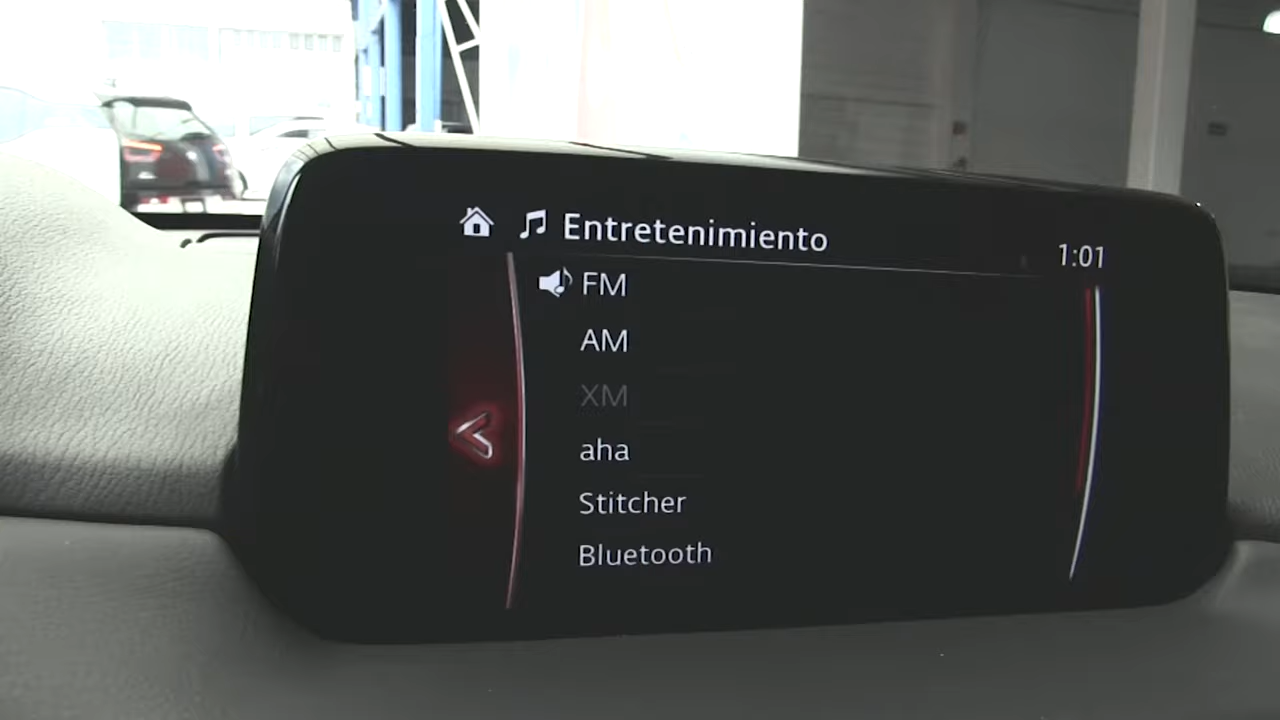 Entretenimiento
1:01
FM
AM
XM
aha
Stitcher
Bluetooth